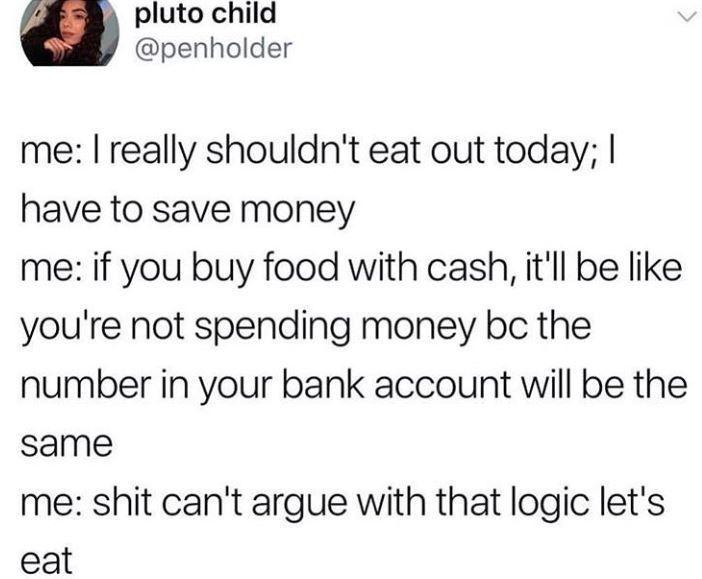 pluto child
@penholder
me: I really shouldn't eat out today; I
have to save money
me: if you buy food with cash, it'll be like
you're not spending money bc the
number in your bank account will be the
same
me: shit can't argue with that logic let's
eat